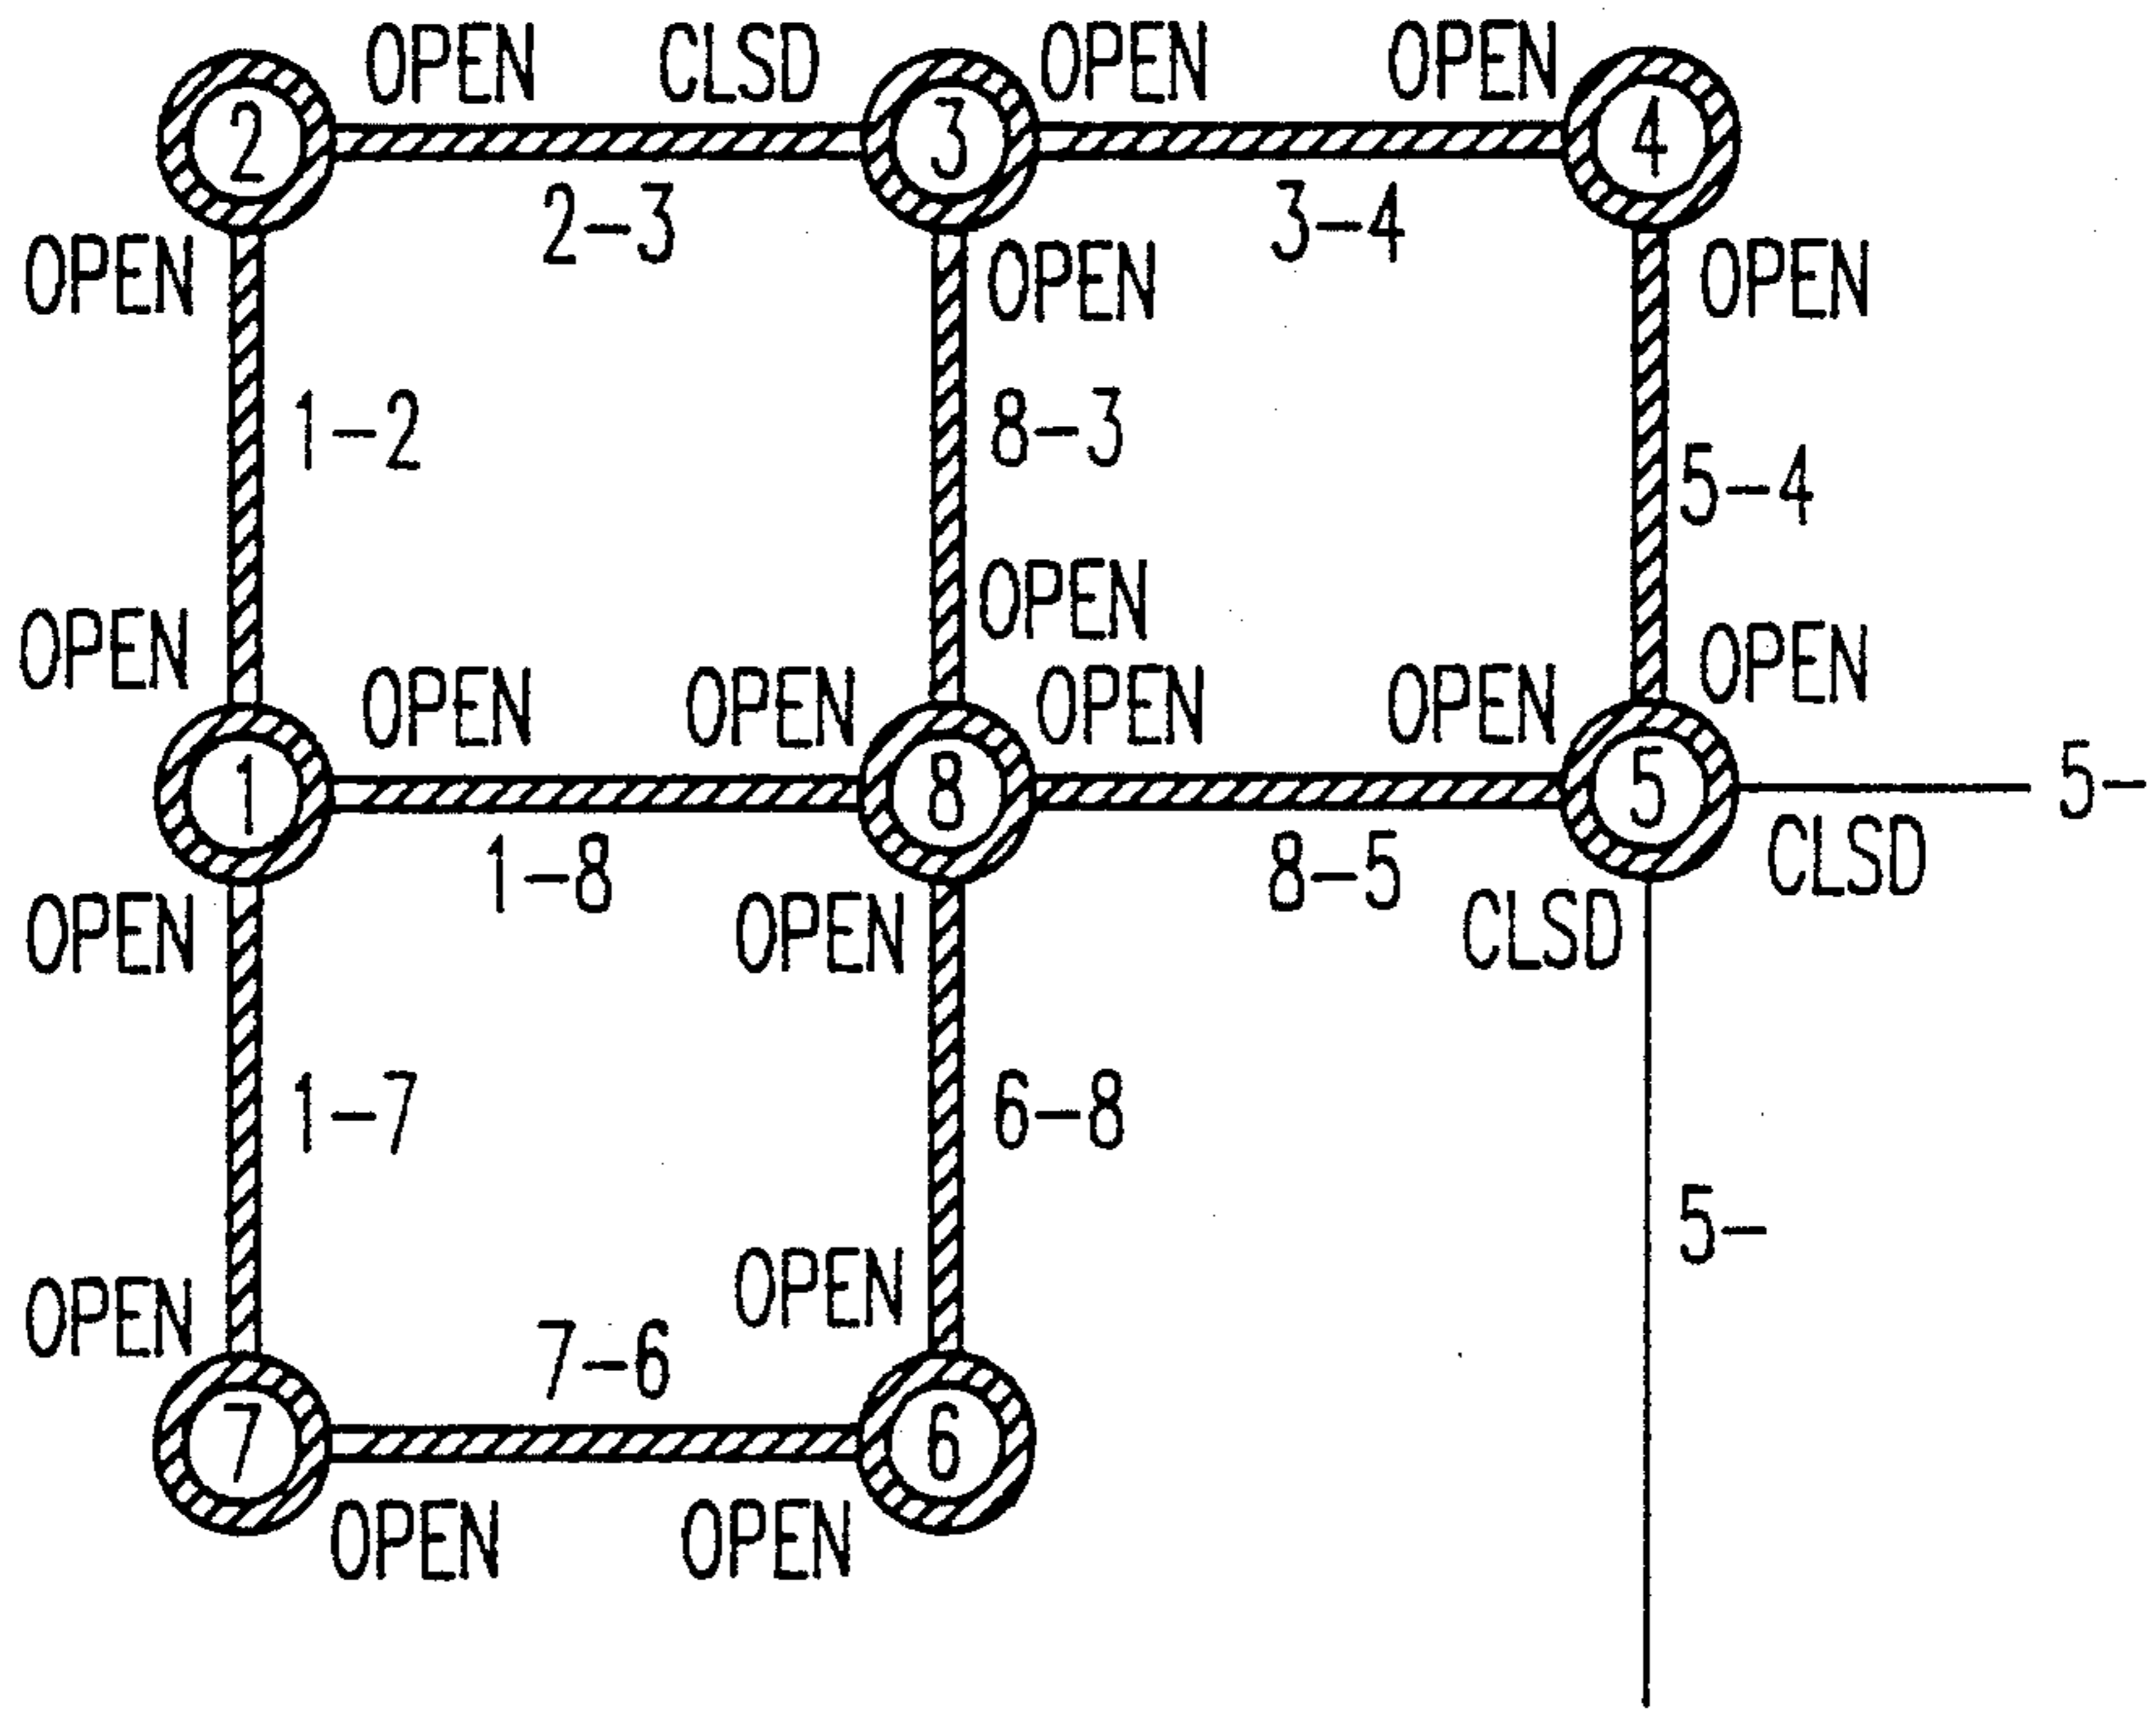 OPEN CLSD OPEN OPEN
2 3 4
2-3 3-4
OPEN OPEN OPEN
1-2 8-3 5-4
OPEN
OPEN OPEN
OPEN OPEN OPEN OPEN
1 8 5 5-
1-8 8-5 CLSD
OPEN OPEN CLSD
1-7 6-8
5-
OPEN OPEN
7-6
7 6
OPEN OPEN